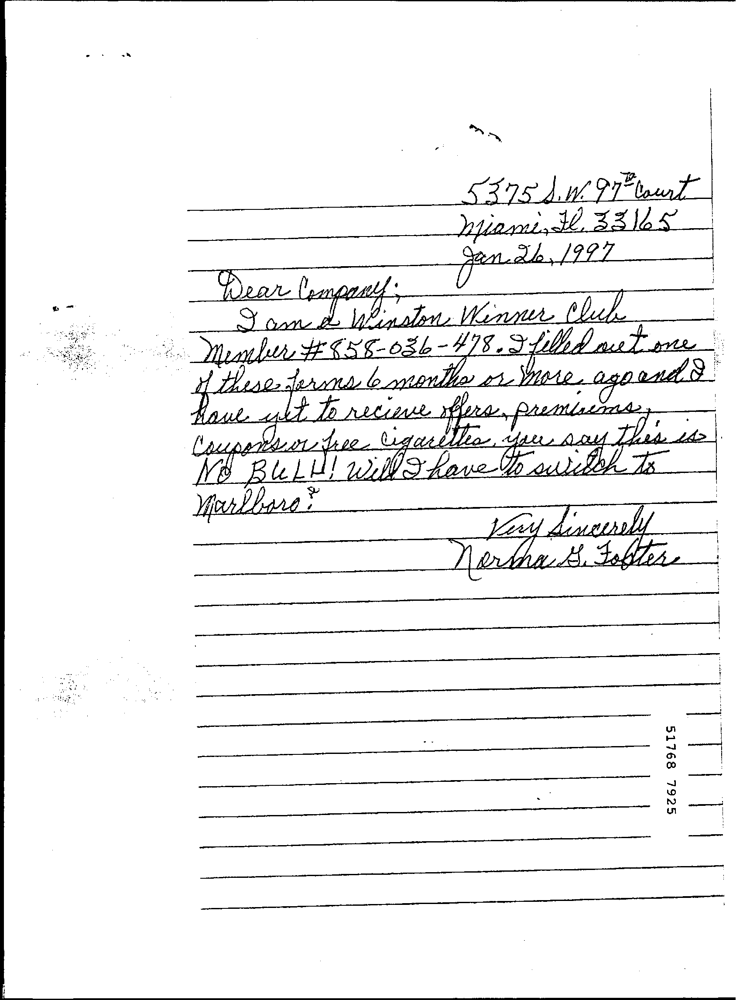 5375 S.W. 97th Court
Miami, Fl. 33165
Jan 26, 1997
Dear Company;
I am a Winston Winner Club
Member # 858-036-478. I filled out one
of these forms 6 months or more ago and I
have yet to recieve offers, premiums,
Coupons or free Cigarettes, you say this is
NO BULL! Will I have to switch to
Marlboro?
Very Sincerely
Norma G. Foster
51768 7925